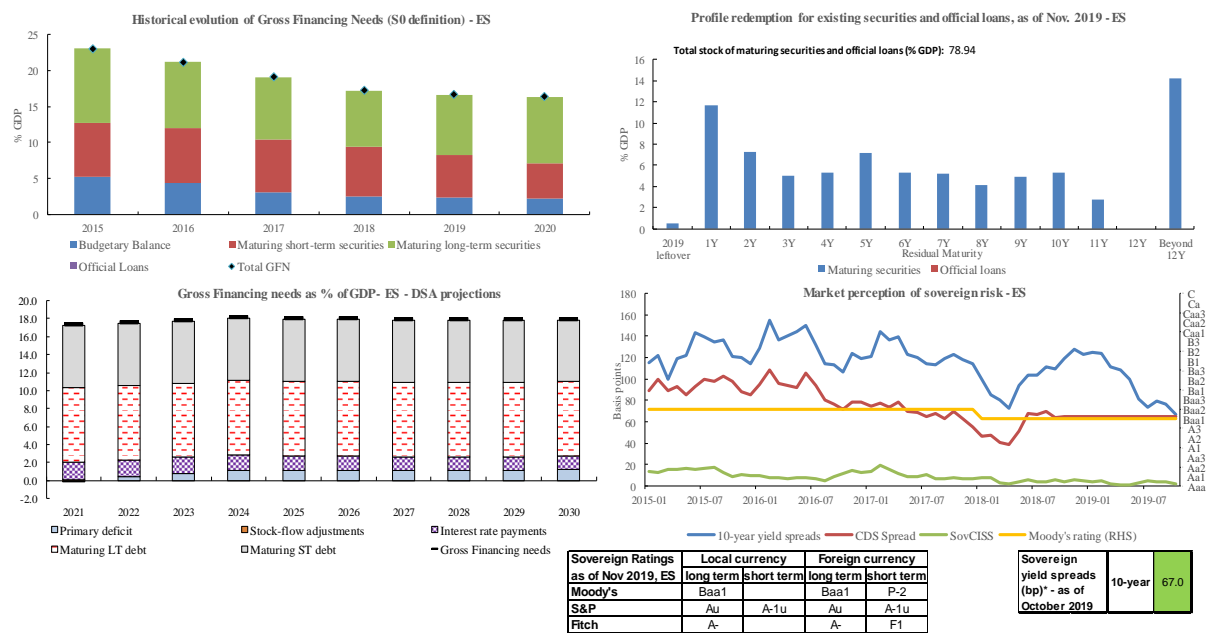 Historical evolution of Gross Financing Needs (S0 definition) - ES
25
20
15
10
5
0
% GDP
2015 2016 2017 2018 2019 2020
Budgetary Balance Maturing short-term securities Maturing long-term securities
Official Loans Total GFN
Profile redemption for existing securities and official loans, as of Nov. 2019 - ES
Total stock of maturing securities and official loans (% GDP): 78.94
16
14
12
10
8
6
4
2
0
% GDP
2019 leftover 1Y 2Y 3Y 4Y 5Y 6Y 7Y 8Y 9Y 10Y 11Y 12Y Beyond 12Y
Residual Maturity
Maturing securities Official loans
Gross Financing needs as % of GDP- ES - DSA projections
20.0
18.0
16.0
14.0
12.0
10.0
8.0
6.0
4.0
2.0
0.0
-2.0
2021 2022 2023 2024 2025 2026 2027 2028 2029 2030
Primary deficit Stock-flow adjustments Interest rate payments
Maturing LT debt Maturing ST debt Gross Financing needs
Market perception of sovereign risk - ES
180
160
140
120
100
80
60
40
20
0
Basis points
C
Ca
Caa3
Caa2
Caa1
B3
B2
B1
Ba3
Ba2
Ba1
Baa3
Baa2
Baa1
A3
A2
A1
Aa3
Aa2
Aa1
Aaa
2015-01 2015-07 2016-01 2016-07 2017-01 2017-07 2018-01 2018-07 2019-01 2019-07
10-year yield spreads CDS Spread SovCISS Moody's rating (RHS)
Sovereign Ratings Local currency Foreign currency
as of Nov 2019, ES long term short term long term short term
Moody's Baa1 Baa1 P-2
S&P Au A-1u Au A-1u
Fitch A- A- F1
Sovereign
yield spreads
(bp)* - as of
October 2019
10-year 67.0